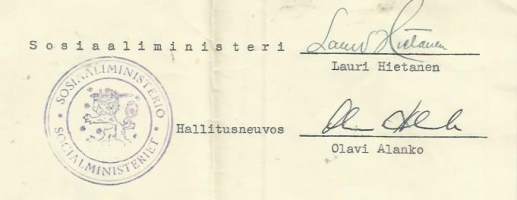 Sosiaaliministeri Lauri Hietanen
Lauri Hietanen
SOSIAALIMINISTERIÖ
SOCIALMINISTERIET
Hallitusneuvos
Olavi Alanko